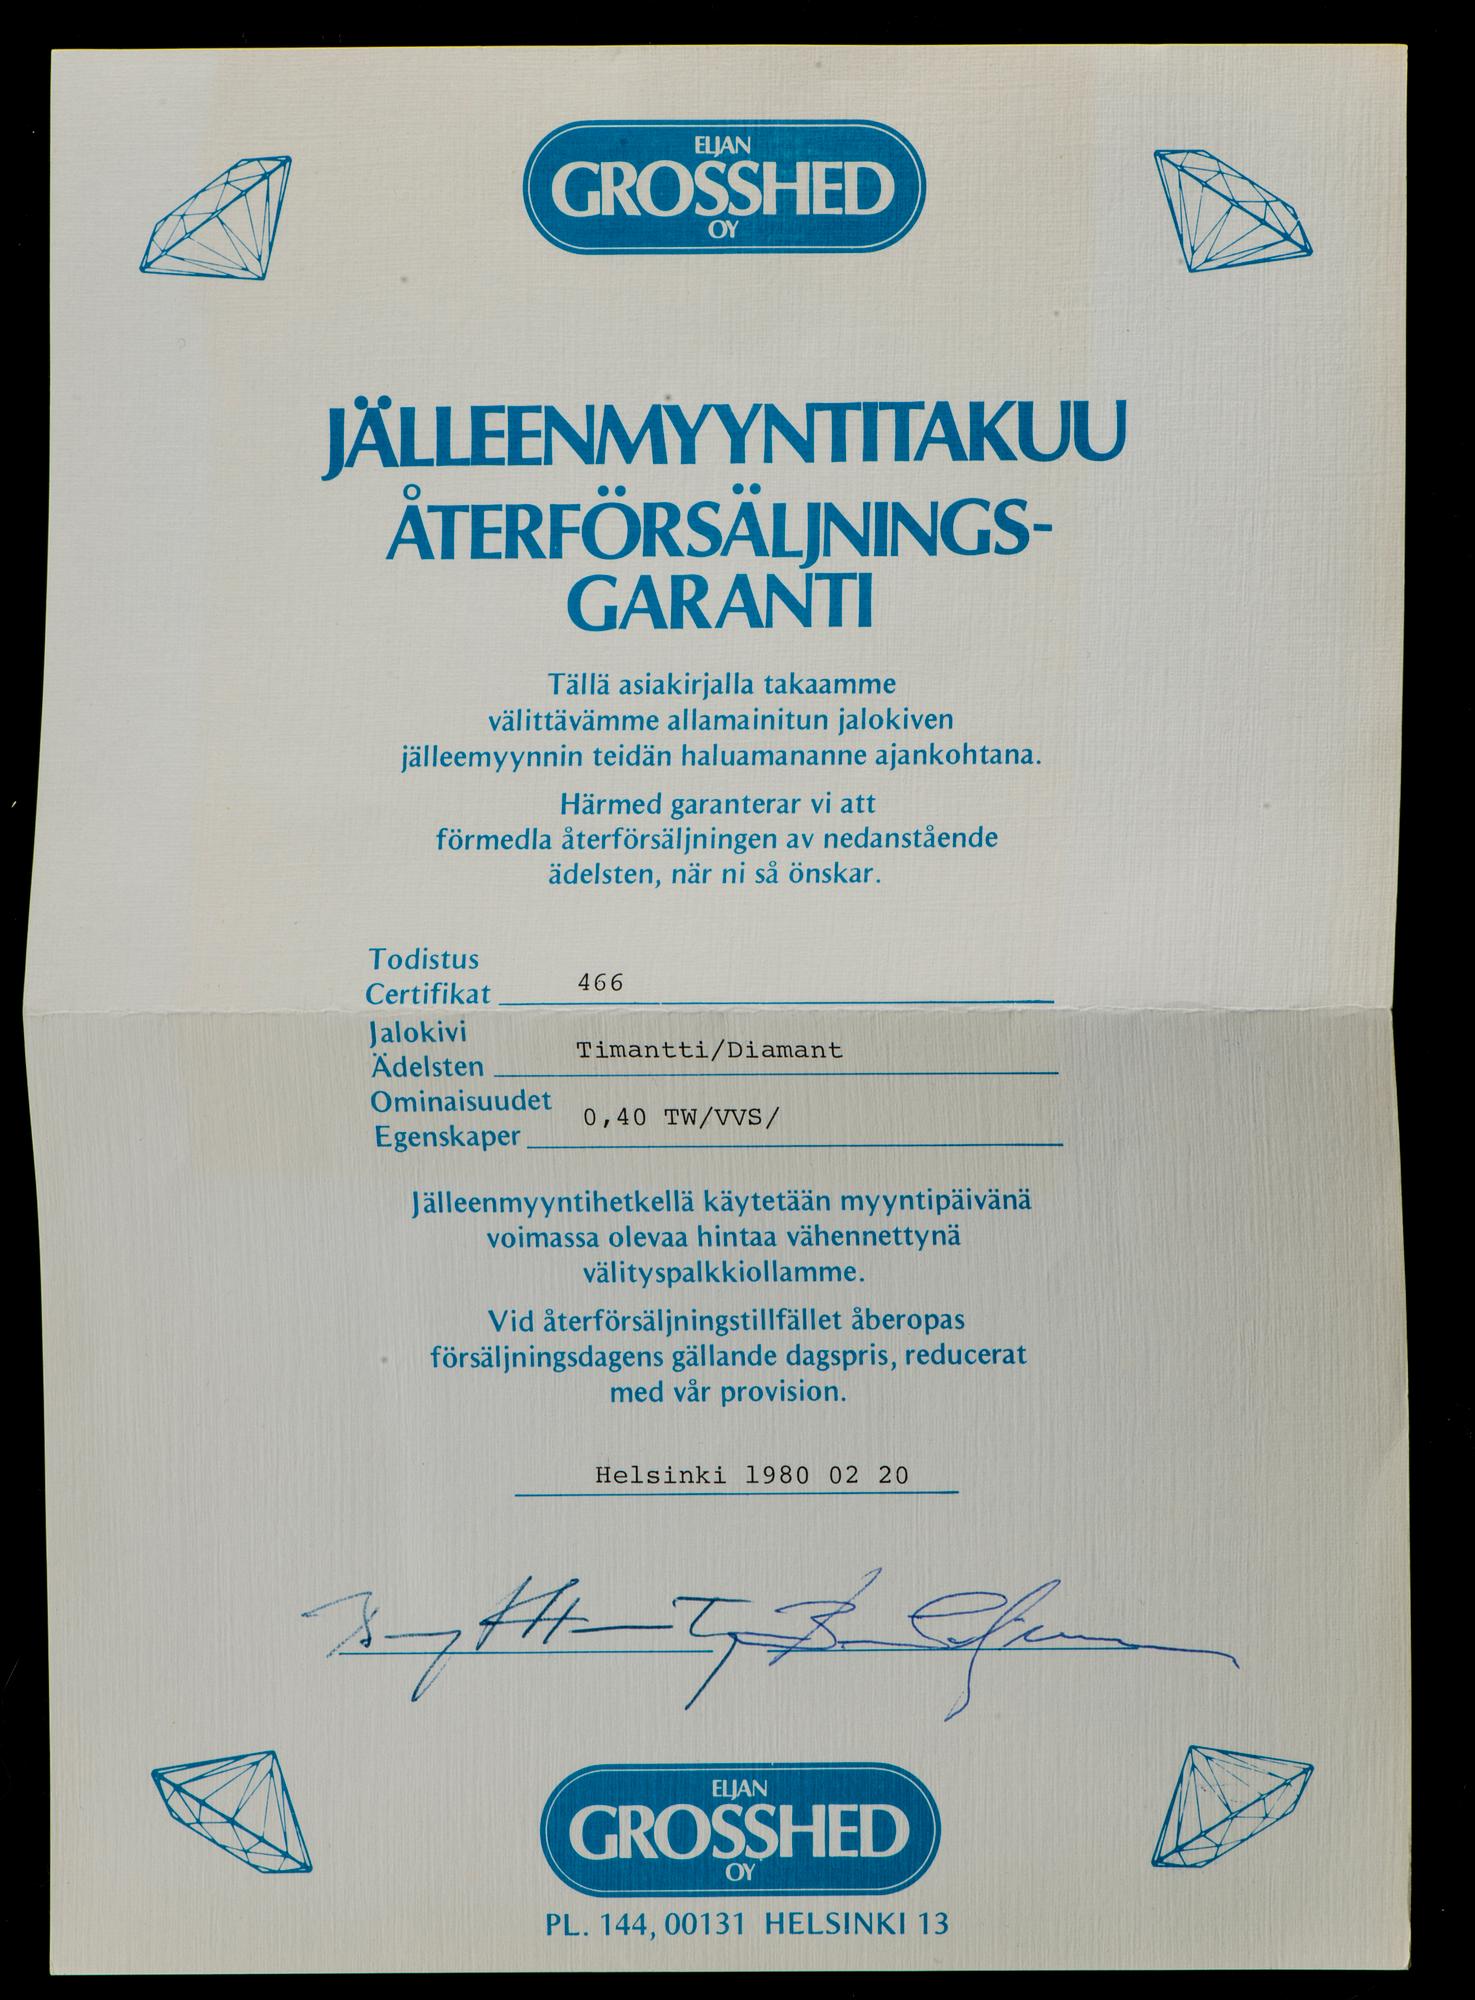 ELJAN
GROSSHED
OY
JÄLLEENMYYNTITAKUU
ÅTERFÖRSÄLJNINGS-
GARANTI
Tällä asiakirjalla takaamme
välittävämme allamainitun jalokiven
jälleemyynnin teidän haluamananne ajankohtana.
Härmed garanterar vi att
förmedla återförsäljningen av nedanstående
ädelsten, när ni så önskar.
Todistus
Certifikat 466
Jalokivi
Ädelsten Timantti/Diamant
Ominaisuudet
Egenskaper 0,40 TW/VVS/
Jälleenmyyntihetkellä käytetään myyntipäivänä
voimassa olevaa hintaa vähennettynä
välityspalkkiollamme.
Vid återförsäljningstillfället åberopas
försäljningsdagens gällande dagspris, reducerat
med vår provision.
Helsinki 1980 02 20
ELJAN
GROSSHED
OY
PL. 144, 00131 HELSINKI 13